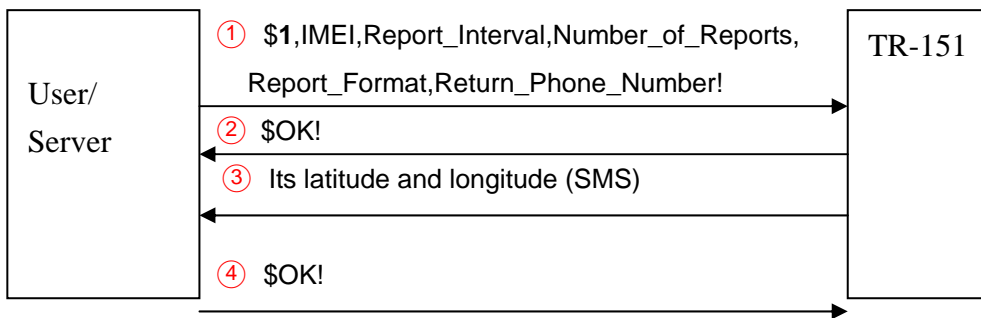 ① $1,IMEI,Report_Interval,Number_of_Reports,
Report_Format,Return_Phone_Number!
TR-151
User/
Server
② $OK!
③ Its latitude and longitude (SMS)
④ $OK!